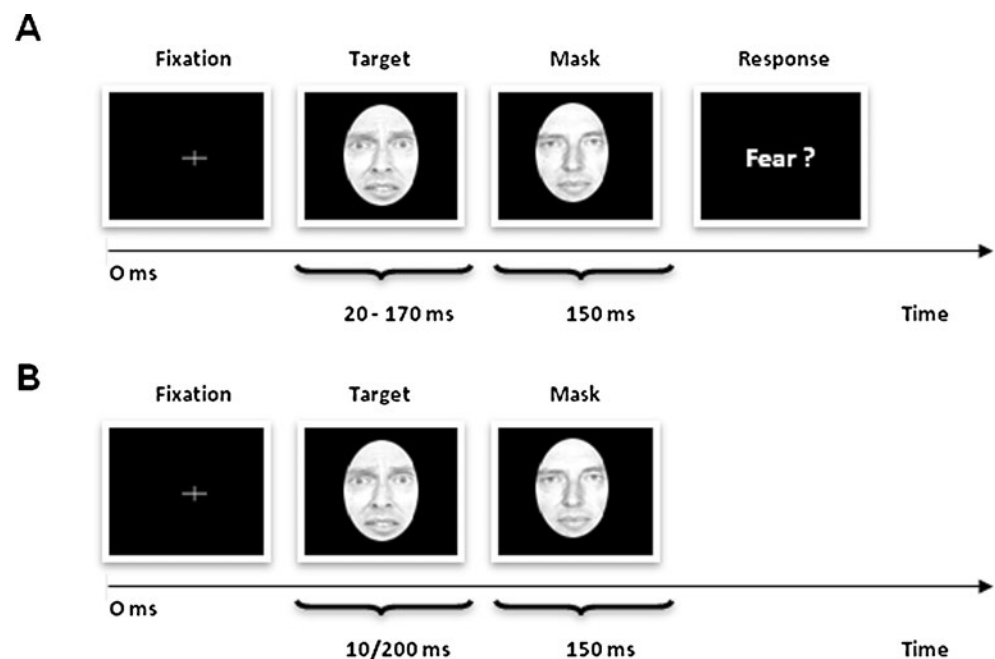 A
Fixation Target Mask Response
Fear ?
0 ms
20 - 170 ms 150 ms Time
B
Fixation Target Mask
0 ms
10/200 ms 150 ms Time